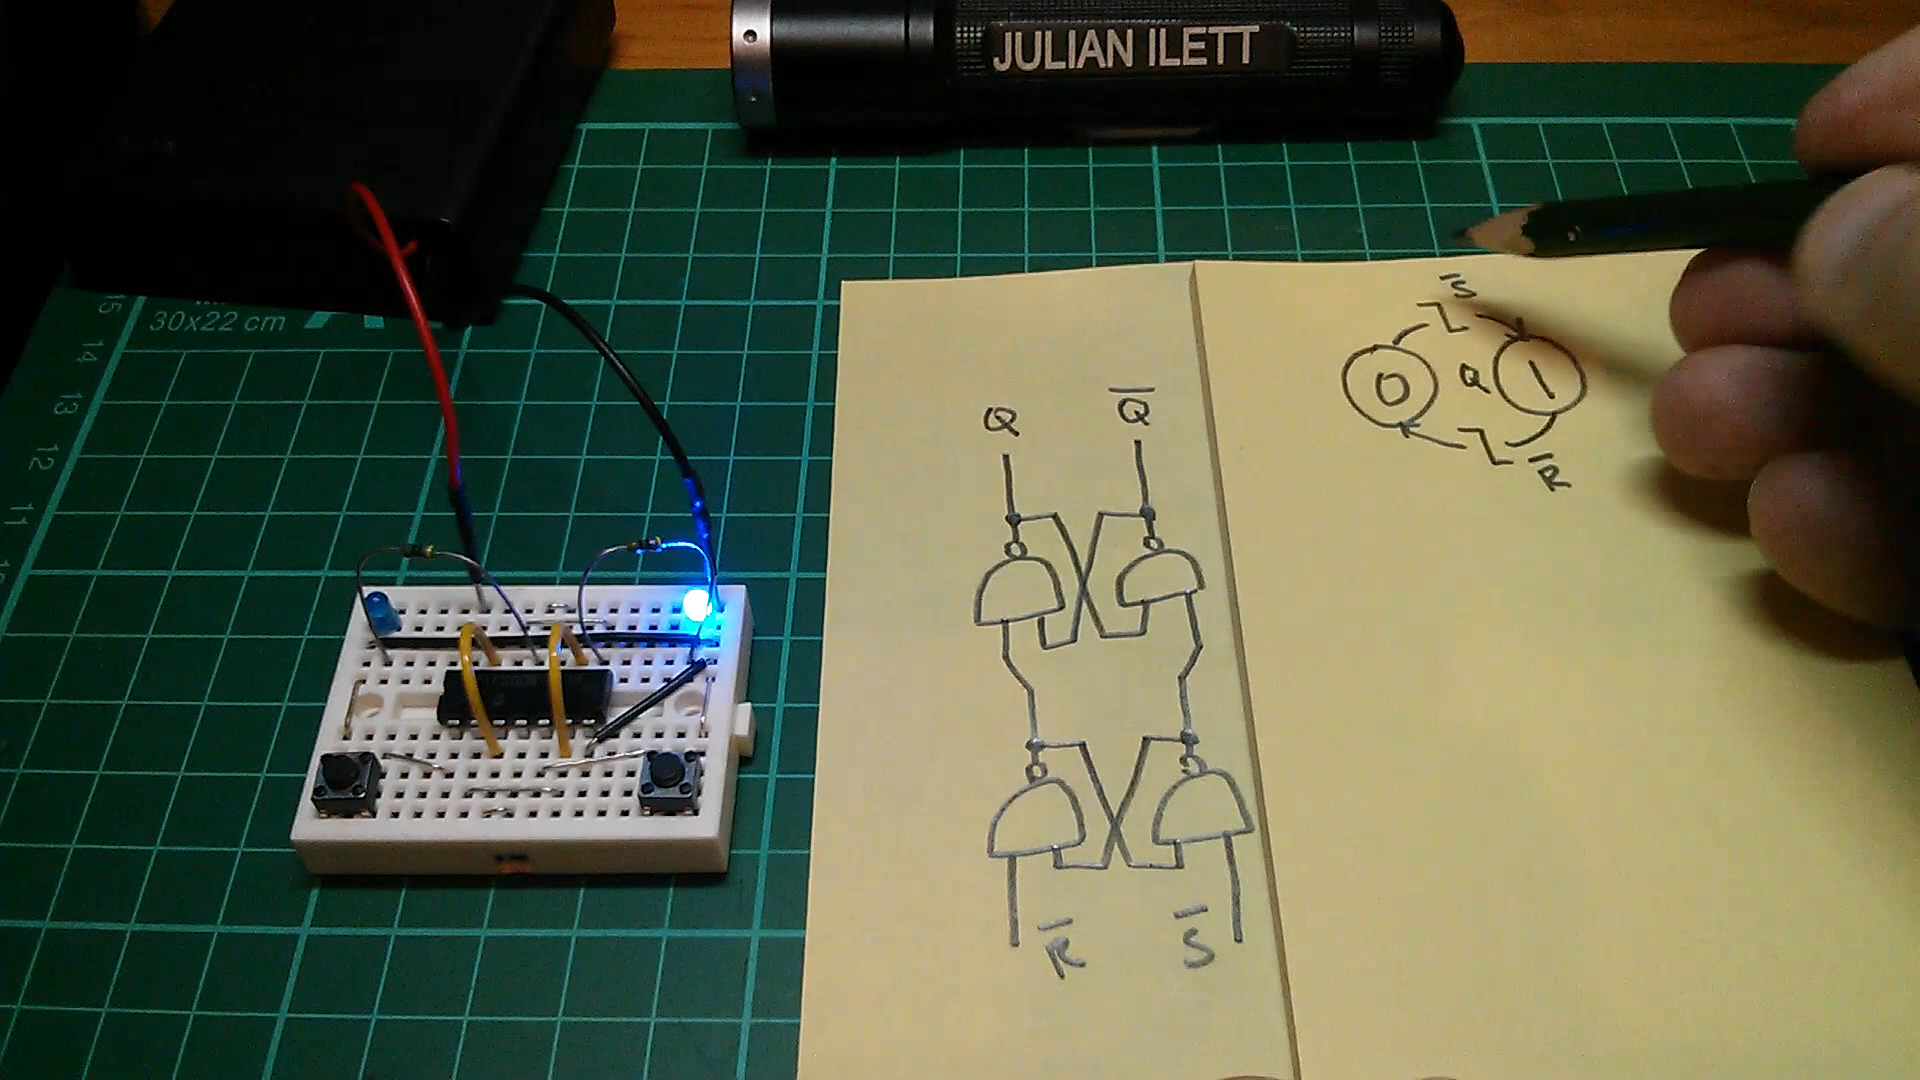 JULIAN ILETT
30x22 cm
15
14
13
12
11
Q Q̅
R̅ S̅
S̅
0 Q 1
R̅